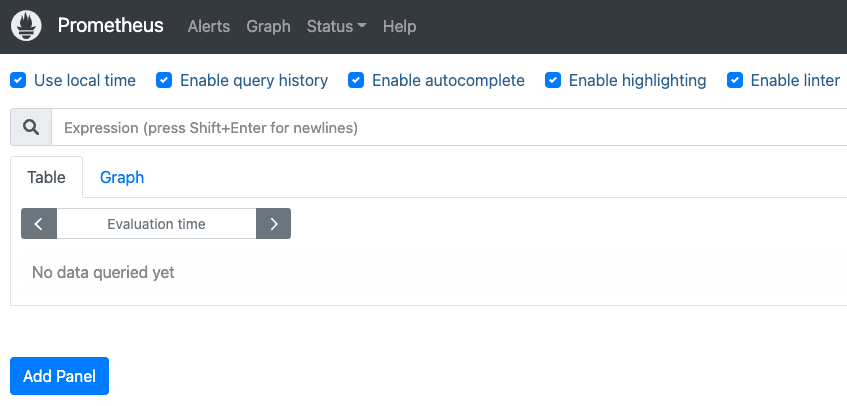 Prometheus Alerts Graph Status Help
Use local time Enable query history Enable autocomplete Enable highlighting Enable linter
Expression (press Shift+Enter for newlines)
Table Graph
Evaluation time
No data queried yet
Add Panel